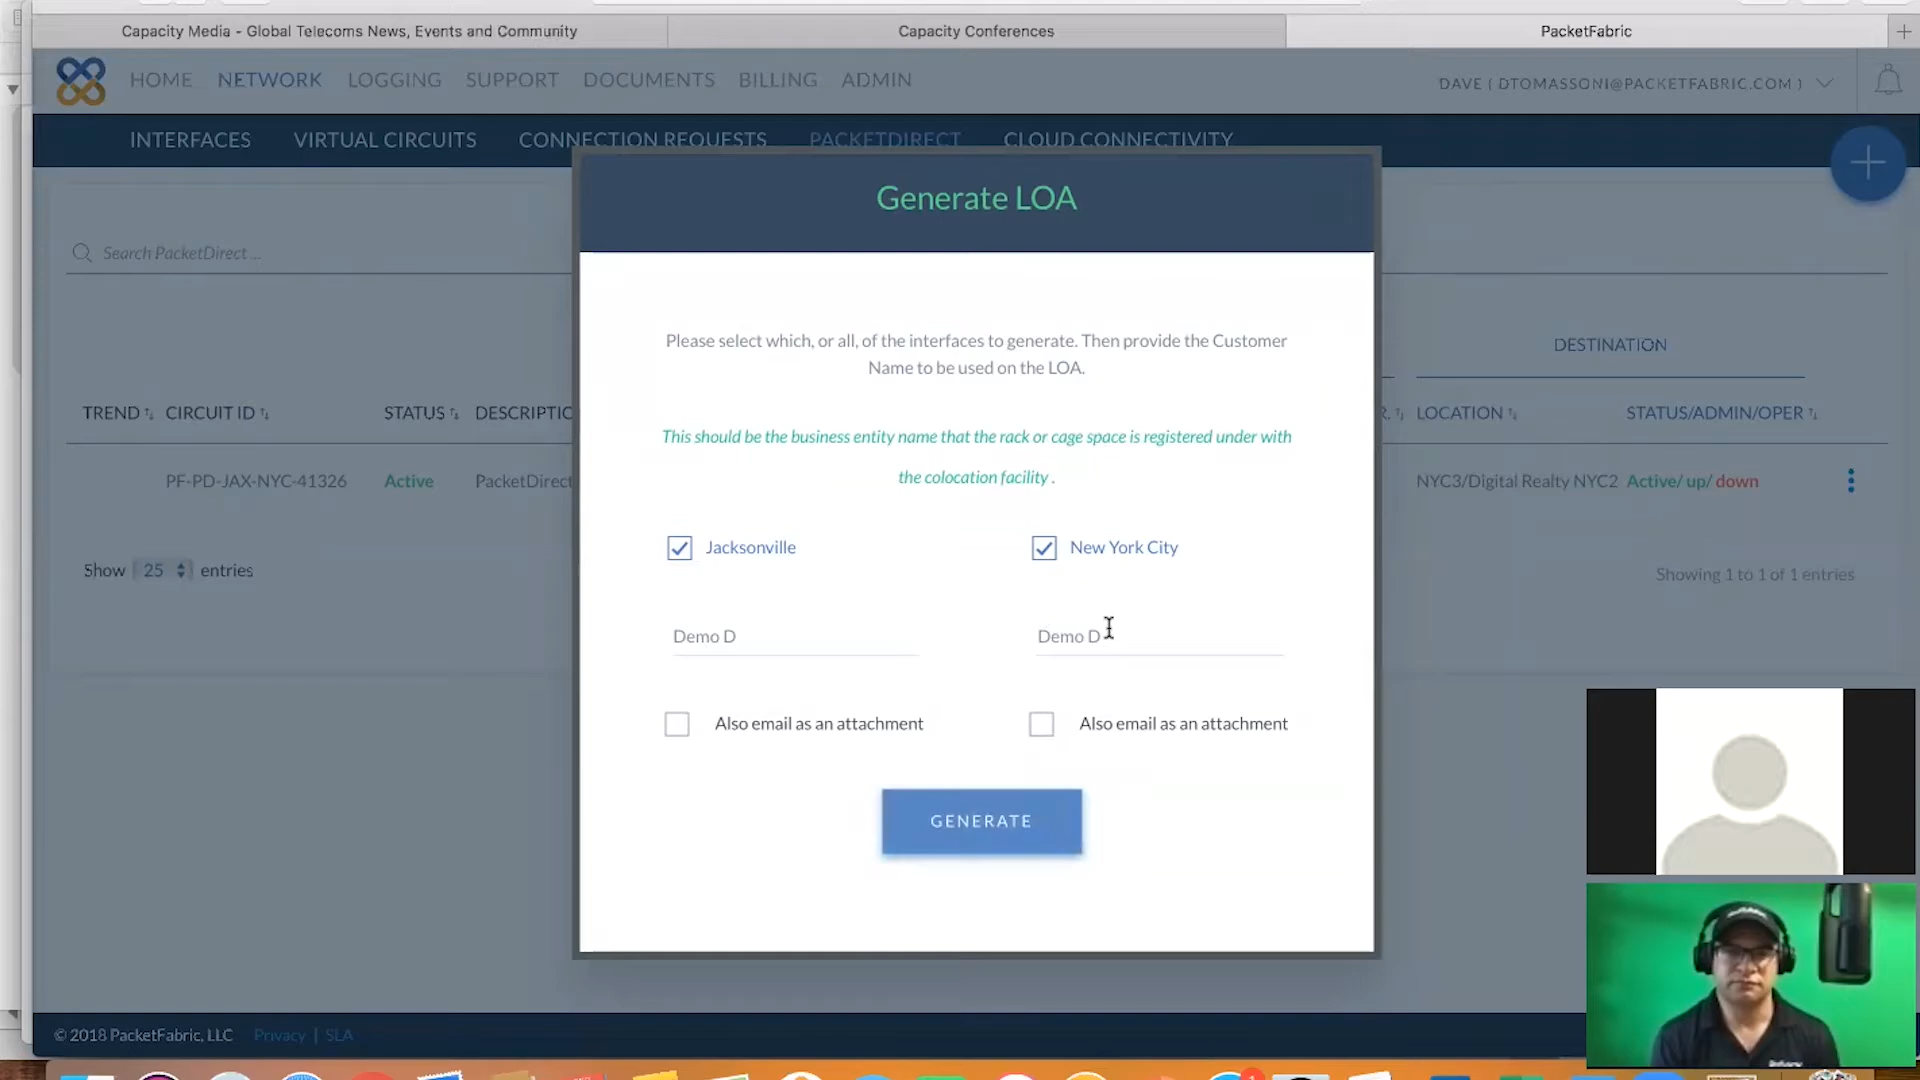 Capacity Media - Global Telecoms News, Events and Community
Capacity Conferences
PacketFabric
HOME
NETWORK
LOGGING
SUPPORT
DOCUMENTS
BILLING
ADMIN
DAVE ( DTOMASSONI@PACKETFABRIC.COM )
INTERFACES
VIRTUAL CIRCUITS
CONNECTION REQUESTS
PACKETDIRECT
CLOUD CONNECTIVITY
Generate LOA
Search PacketDirect ...
Please select which, or all, of the interfaces to generate. Then provide the Customer
Name to be used on the LOA.
DESTINATION
TREND
CIRCUIT ID
STATUS
DESCRIPTIO
R.
LOCATION
STATUS/ADMIN/OPER
This should be the business entity name that the rack or cage space is registered under with
the colocation facility .
PF-PD-JAX-NYC-41326
Active
PacketDirect
NYC3/Digital Realty NYC2
Active/ up/ down
Jacksonville
New York City
Show 25 entries
Showing 1 to 1 of 1 entries
Demo D
Demo D
Also email as an attachment
Also email as an attachment
GENERATE
© 2018 PacketFabric, LLC
Privacy | SLA